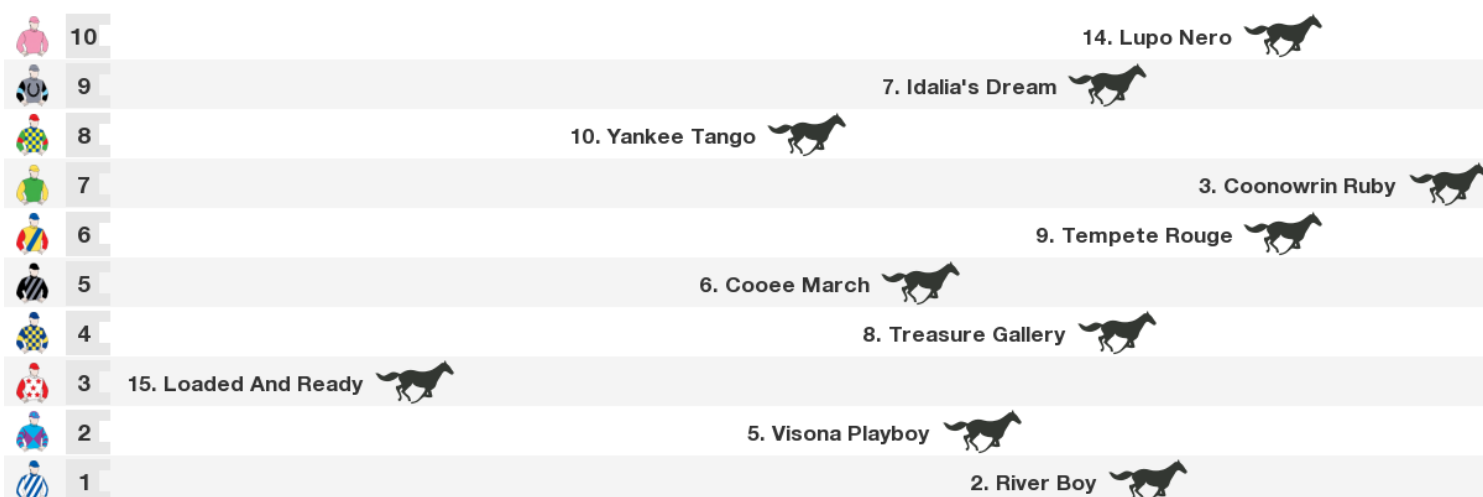 10 14. Lupo Nero
9 7. Idalia's Dream
8 10. Yankee Tango
7 3. Coonowrin Ruby
6 9. Tempete Rouge
5 6. Cooee March
4 8. Treasure Gallery
3 15. Loaded And Ready
2 5. Visona Playboy
1 2. River Boy